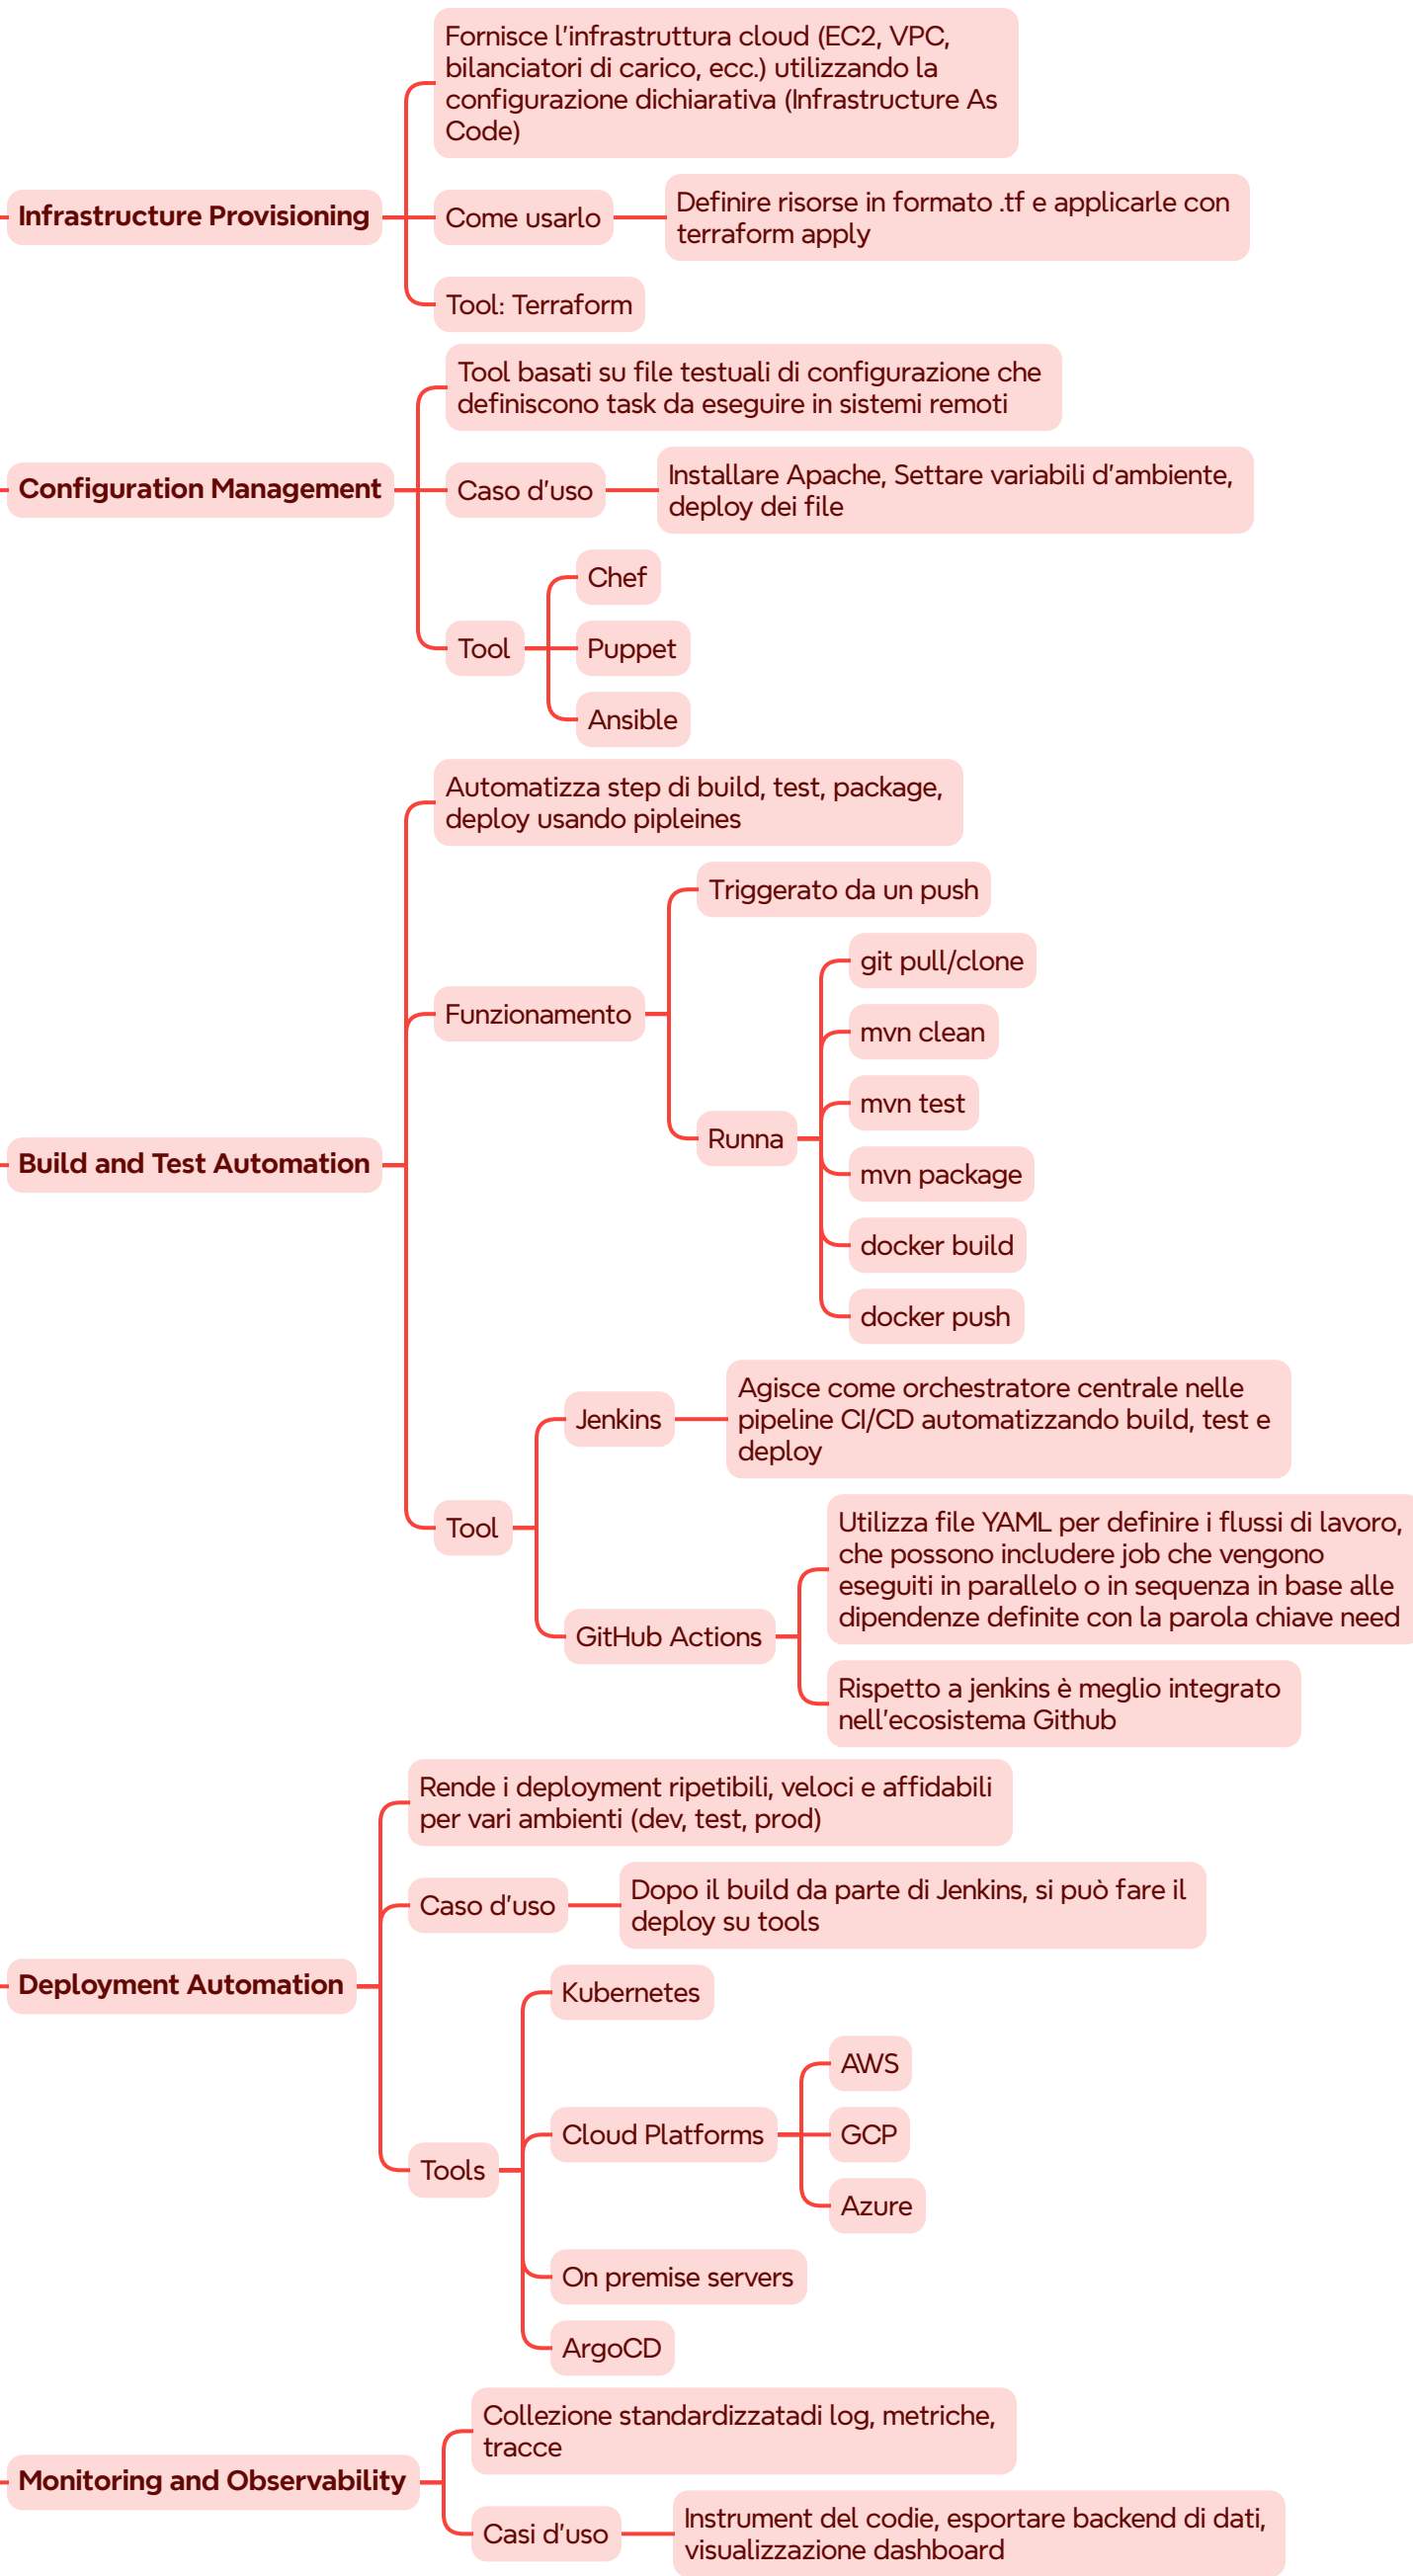 Infrastructure Provisioning
Fornisce l'infrastruttura cloud (EC2, VPC,
bilanciatori di carico, ecc.) utilizzando la
configurazione dichiarativa (Infrastructure As
Code)
Come usarlo
Definire risorse in formato .tf e applicarle con
terraform apply
Tool: Terraform
Configuration Management
Tool basati su file testuali di configurazione che
definiscono task da eseguire in sistemi remoti
Caso d'uso
Installare Apache, Settare variabili d'ambiente,
deploy dei file
Tool
Chef
Puppet
Ansible
Build and Test Automation
Automatizza step di build, test, package,
deploy usando pipleines
Funzionamento
Triggerato da un push
Runna
git pull/clone
mvn clean
mvn test
mvn package
docker build
docker push
Tool
Jenkins
Agisce come orchestratore centrale nelle
pipeline CI/CD automatizzando build, test e
deploy
GitHub Actions
Utilizza file YAML per definire i flussi di lavoro,
che possono includere job che vengono
eseguiti in parallelo o in sequenza in base alle
dipendenze definite con la parola chiave need
Rispetto a jenkins è meglio integrato
nell'ecosistema Github
Deployment Automation
Rende i deployment ripetibili, veloci e affidabili
per vari ambienti (dev, test, prod)
Caso d'uso
Dopo il build da parte di Jenkins, si può fare il
deploy su tools
Tools
Kubernetes
Cloud Platforms
AWS
GCP
Azure
On premise servers
ArgoCD
Monitoring and Observability
Collezione standardizzatadi log, metriche,
tracce
Casi d'uso
Instrument del codie, esportare backend di dati,
visualizzazione dashboard